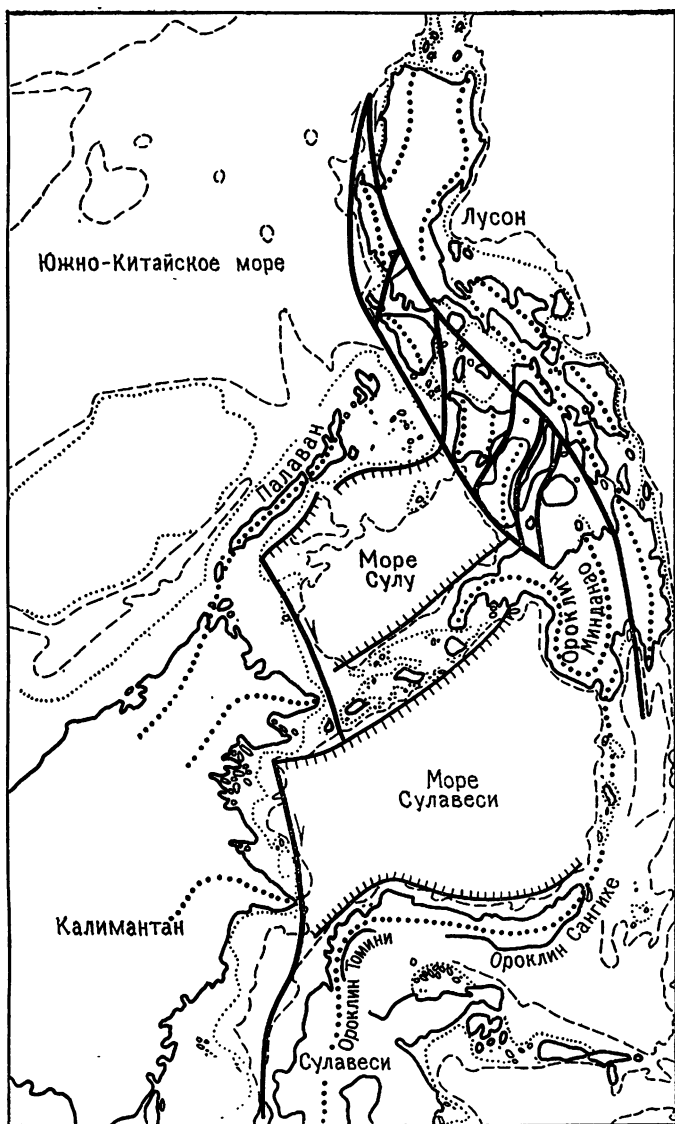 Лусон
Южно-Китайское море
Палаван
Море
Сулу
Ороклин
Минданао
Море
Сулавеси
Калимантан
Ороклин Сангихе
Ороклин Томини
Сулавеси